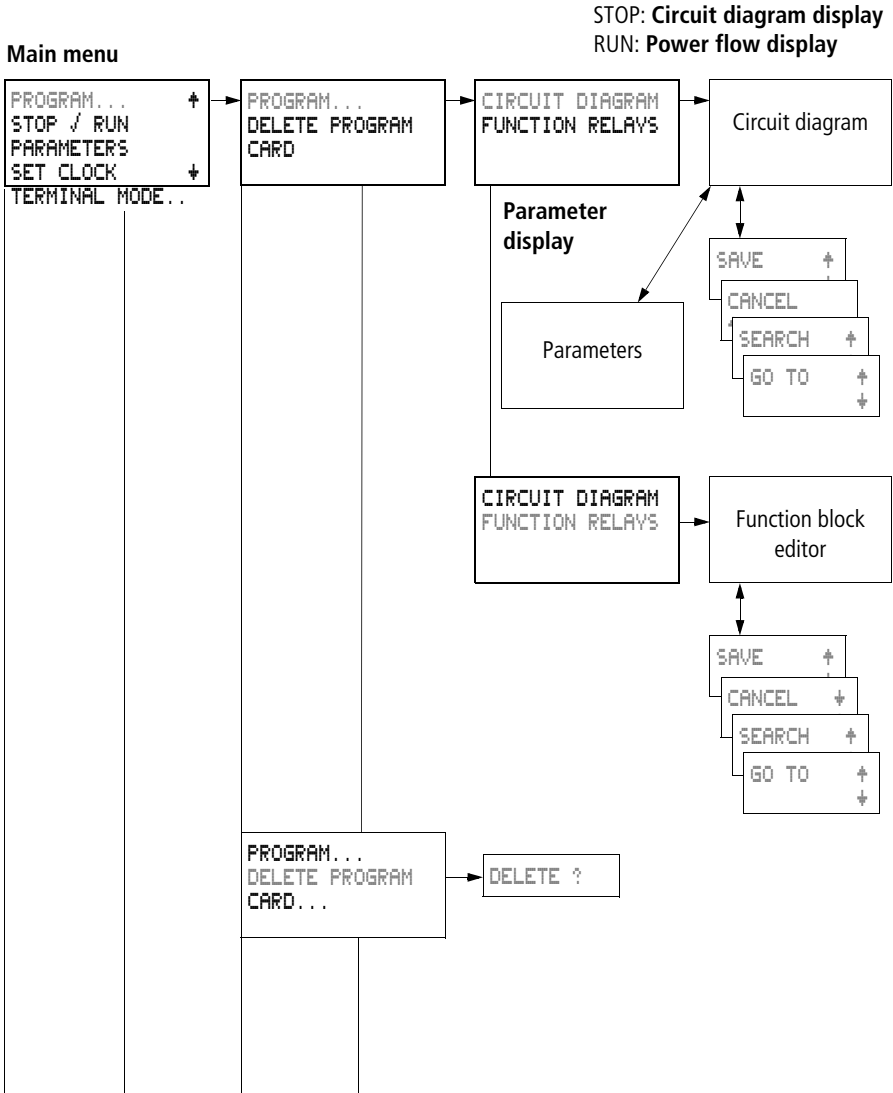 STOP: Circuit diagram display
RUN: Power flow display
Main menu
PROGRAM...
STOP / RUN
PARAMETERS
SET CLOCK
TERMINAL MODE..
PROGRAM...
DELETE PROGRAM
CARD
CIRCUIT DIAGRAM
FUNCTION RELAYS
Circuit diagram
Parameter
display
Parameters
SAVE
CANCEL
SEARCH
GO TO
CIRCUIT DIAGRAM
FUNCTION RELAYS
Function block
editor
SAVE
CANCEL
SEARCH
GO TO
PROGRAM...
DELETE PROGRAM
CARD...
DELETE ?